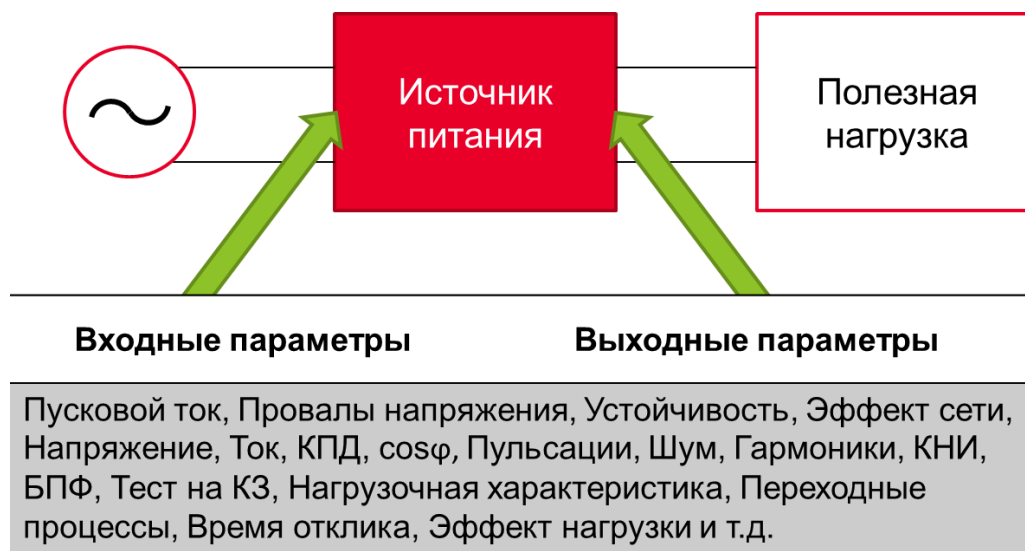 Источник
питания
Полезная
нагрузка
Входные параметры
Выходные параметры
Пусковой ток, Провалы напряжения, Устойчивость, Эффект сети,
Напряжение, Ток, КПД, cosφ, Пульсации, Шум, Гармоники, КНИ,
БПФ, Тест на КЗ, Нагрузочная характеристика, Переходные
процессы, Время отклика, Эффект нагрузки и т.д.